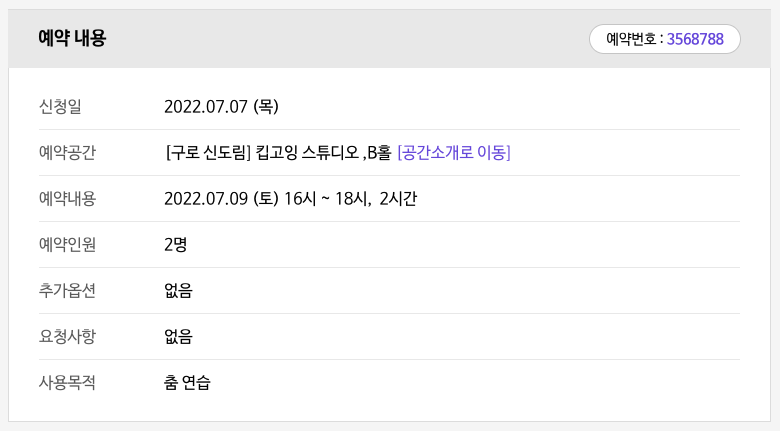 예약 내용
예약번호 : 3568788
신청일 2022.07.07 (목)
예약공간 [구로 신도림] 킵고잉 스튜디오 ,B홀 [공간소개로 이동]
예약내용 2022.07.09 (토) 16시 ~ 18시, 2시간
예약인원 2명
추가옵션 없음
요청사항 없음
사용목적 춤 연습